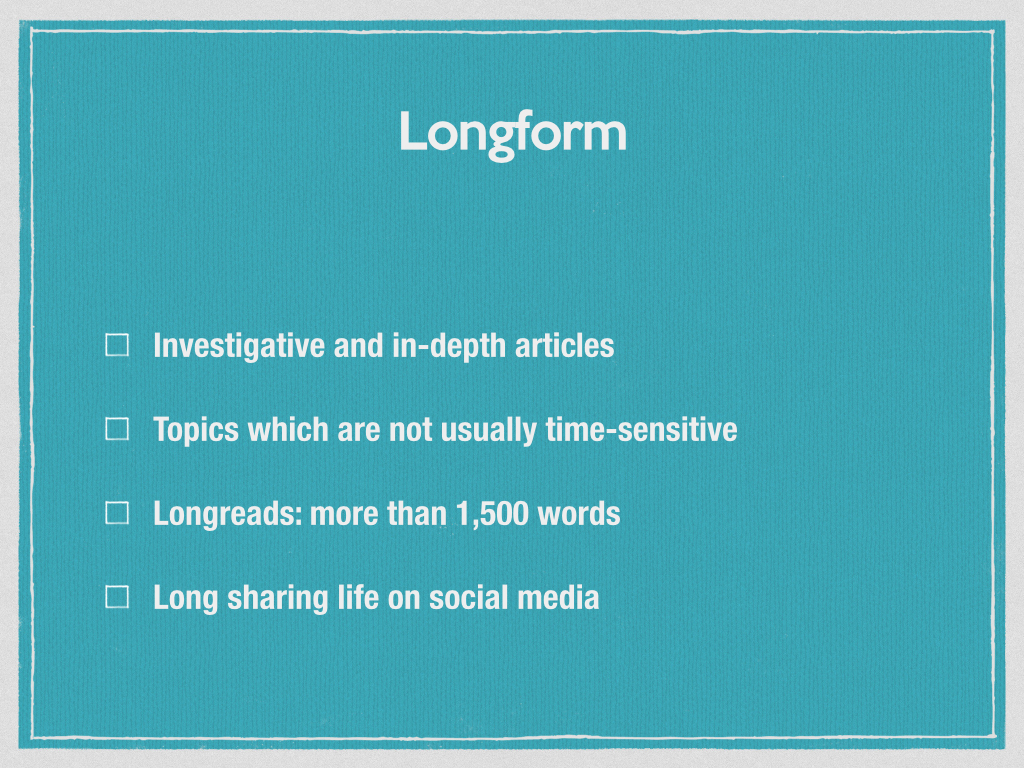 Longform
Investigative and in-depth articles
Topics which are not usually time-sensitive
Longreads: more than 1,500 words
Long sharing life on social media